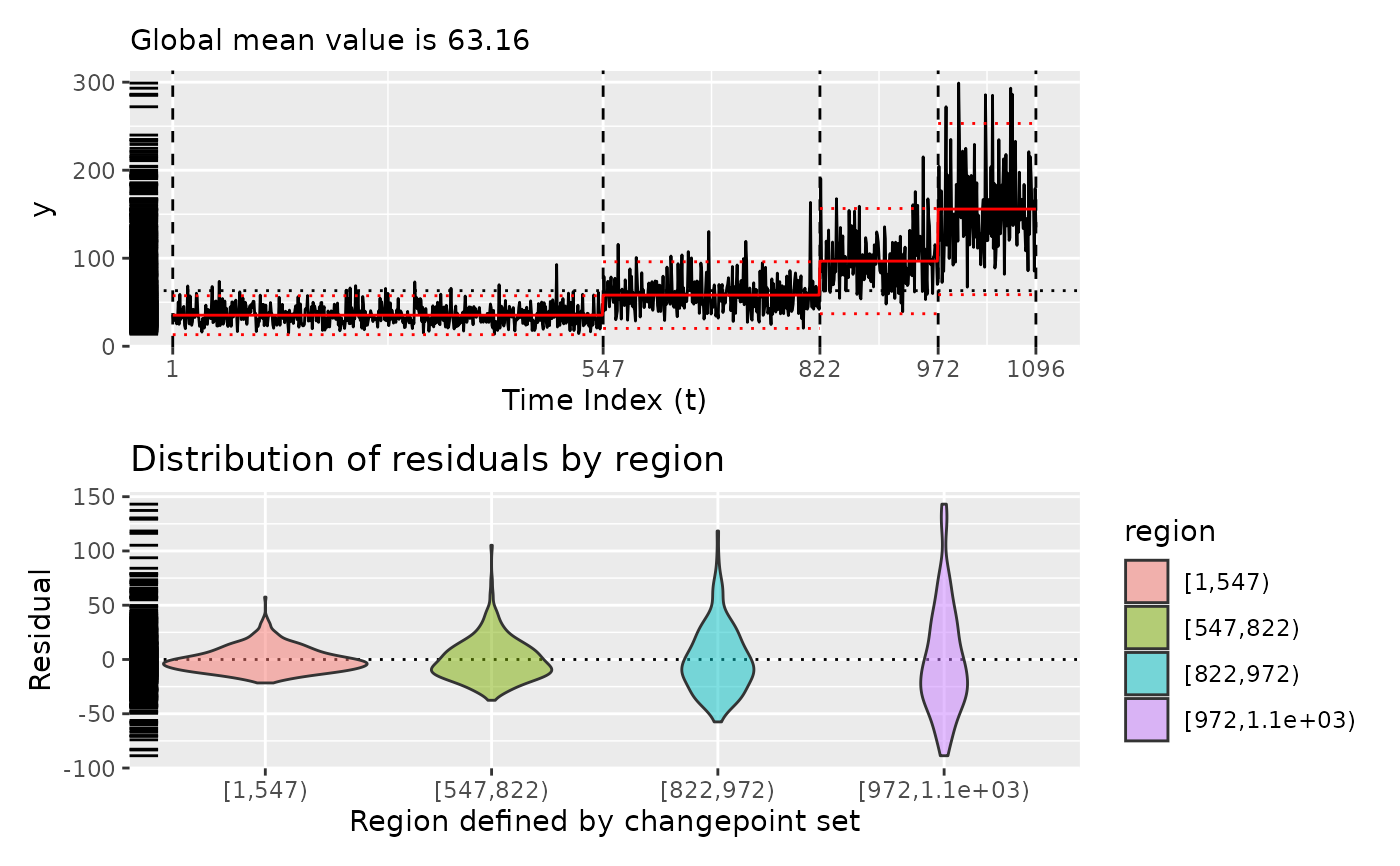 Global mean value is 63.16
300
200
100
0
y
1 547 822 972 1096
Time Index (t)
Distribution of residuals by region
150
100
50
0
-50
-100
Residual
[1,547) [547,822) [822,972) [972,1.1e+03)
Region defined by changepoint set
region
[1,547)
[547,822)
[822,972)
[972,1.1e+03)